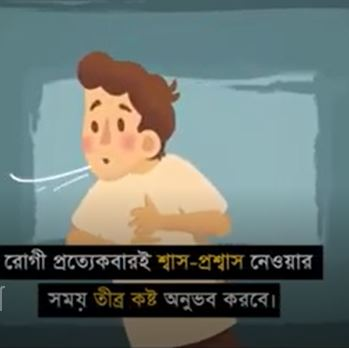 রোগী প্রত্যেকবারই শ্বাস-প্রশ্বাস নেওয়ার
সময় তীব্র কষ্ট অনুভব করবে।